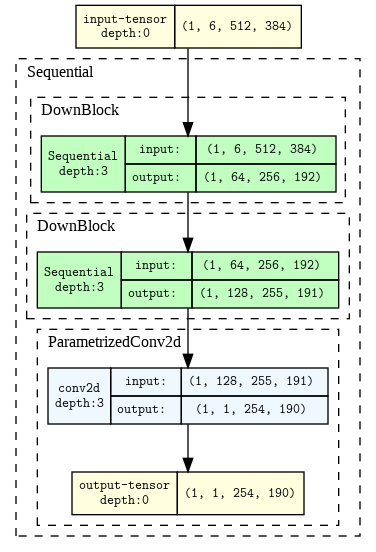 input-tensor
depth:0
(1, 6, 512, 384)
Sequential
DownBlock
Sequential
depth:3
input:
(1, 6, 512, 384)
output:
(1, 64, 256, 192)
DownBlock
Sequential
depth:3
input:
(1, 64, 256, 192)
output:
(1, 128, 255, 191)
ParametrizedConv2d
conv2d
depth:3
input:
(1, 128, 255, 191)
output:
(1, 1, 254, 190)
output-tensor
depth:0
(1, 1, 254, 190)